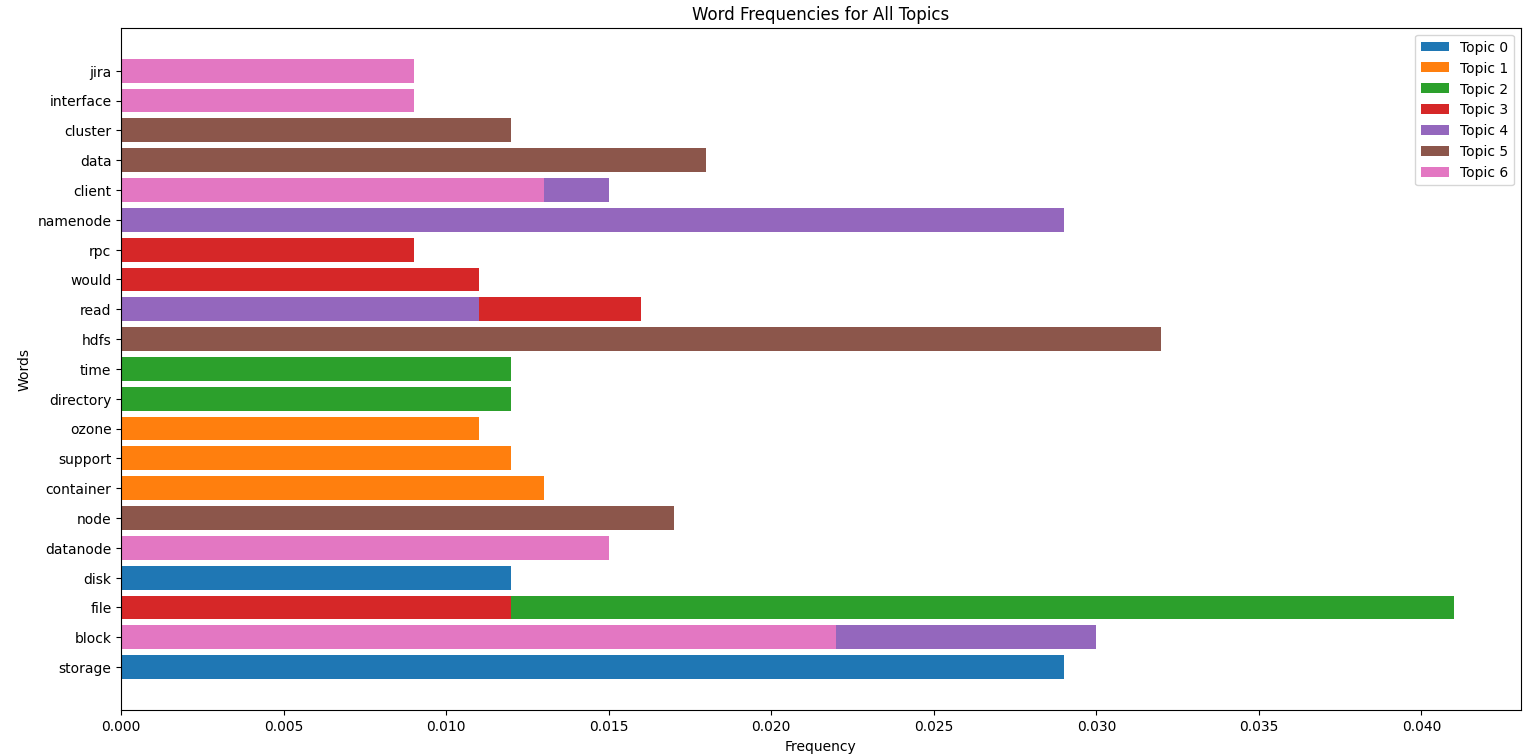 Word Frequencies for All Topics
Topic 0
Topic 1
Topic 2
Topic 3
Topic 4
Topic 5
Topic 6
Words
jira
interface
cluster
data
client
namenode
rpc
would
read
hdfs
time
directory
ozone
support
container
node
datanode
disk
file
block
storage
0.000 0.005 0.010 0.015 0.020 0.025 0.030 0.035 0.040
Frequency